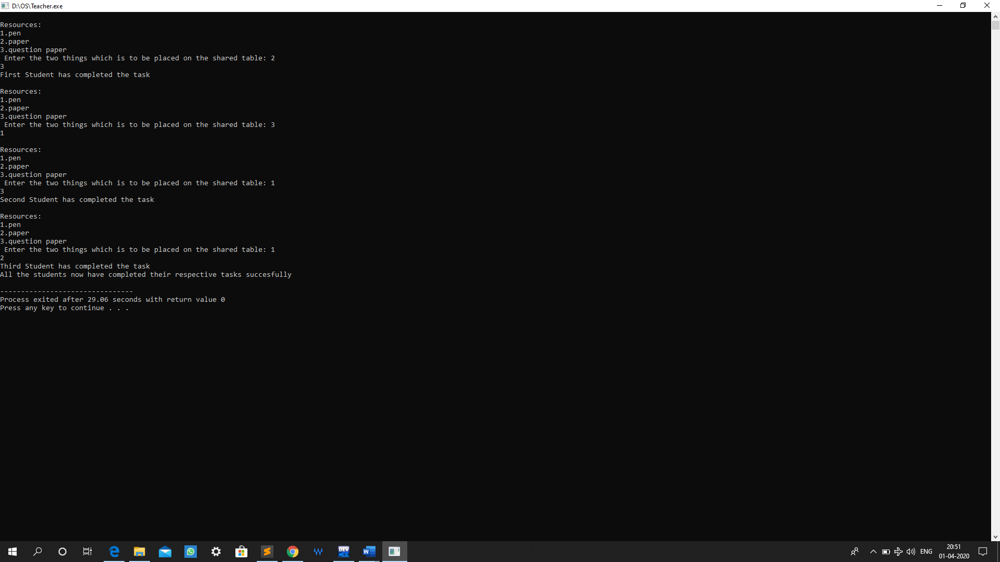 D:\OS\Teacher.exe
Resources:
1.pen
2.paper
3.question paper
 Enter the two things which is to be placed on the shared table: 2
3
First Student has completed the task
Resources:
1.pen
2.paper
3.question paper
 Enter the two things which is to be placed on the shared table: 3
1
Resources:
1.pen
2.paper
3.question paper
 Enter the two things which is to be placed on the shared table: 1
3
Second Student has completed the task
Resources:
1.pen
2.paper
3.question paper
 Enter the two things which is to be placed on the shared table: 1
2
Third Student has completed the task
All the students now have completed their respective tasks succesfully
--------------------------------
Process exited after 29.06 seconds with return value 0
Press any key to continue . . .
DEV
C++
W
ENG
20:51
01-04-2020